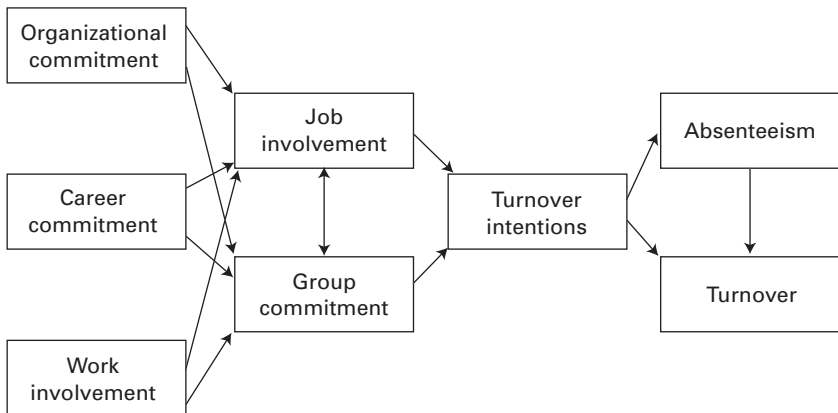 Organizational
commitment
Job
involvement
Absenteeism
Career
commitment
Turnover
intentions
Group
commitment
Turnover
Work
involvement